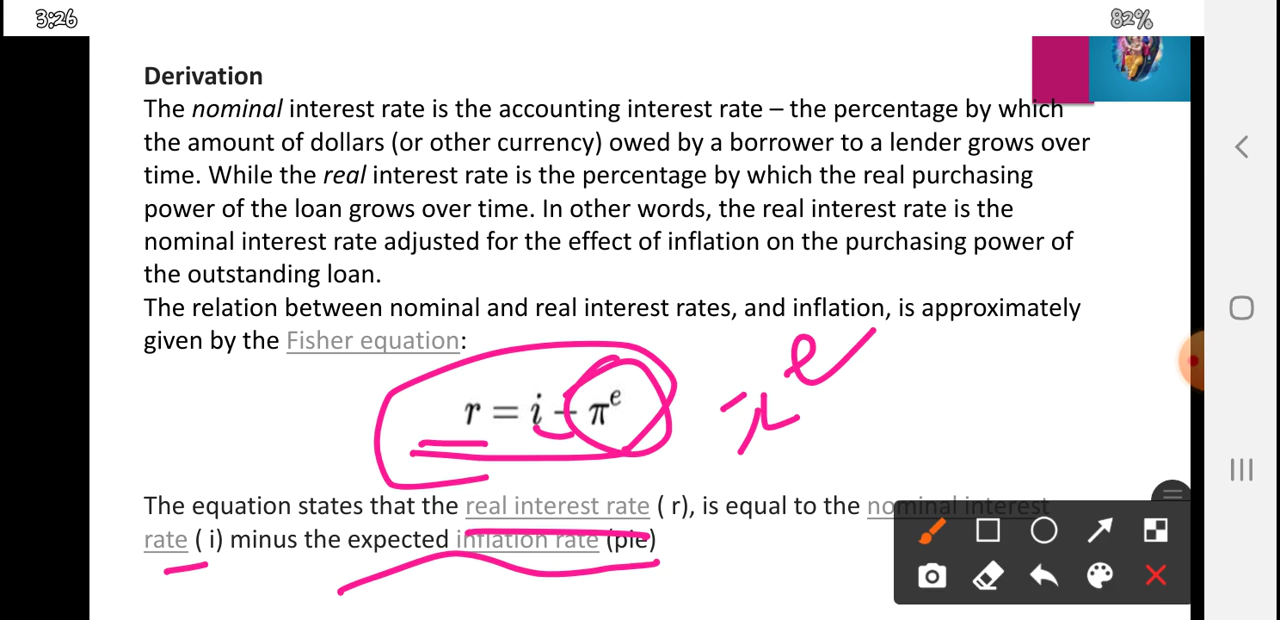 3:26
82%
Derivation
The nominal interest rate is the accounting interest rate – the percentage by which
the amount of dollars (or other currency) owed by a borrower to a lender grows over
time. While the real interest rate is the percentage by which the real purchasing
power of the loan grows over time. In other words, the real interest rate is the
nominal interest rate adjusted for the effect of inflation on the purchasing power of
the outstanding loan.
The relation between nominal and real interest rates, and inflation, is approximately
given by the Fisher equation:
r = i − πᵉ
πᵉ
The equation states that the real interest rate ( r), is equal to the nominal interest
rate ( i) minus the expected inflation rate (pie)